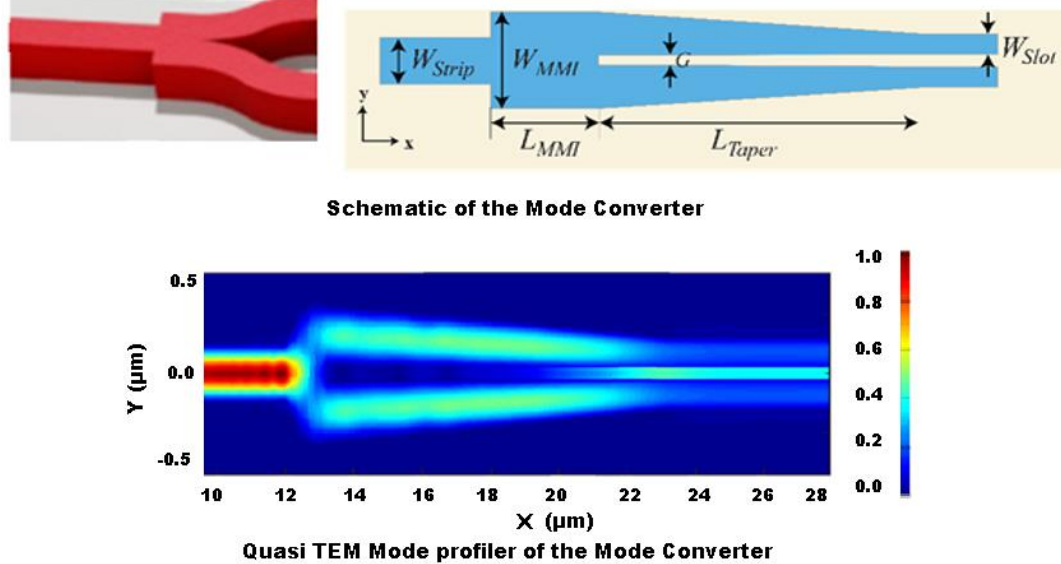 W_Strip W_MMI G W_Slot
y
x
L_MMI L_Taper
Schematic of the Mode Converter
0.5 1.0
0.8
Y (µm) 0.0 0.6
0.4
0.2
-0.5 0.0
10 12 14 16 18 20 22 24 26 28
X (µm)
Quasi TEM Mode profiler of the Mode Converter